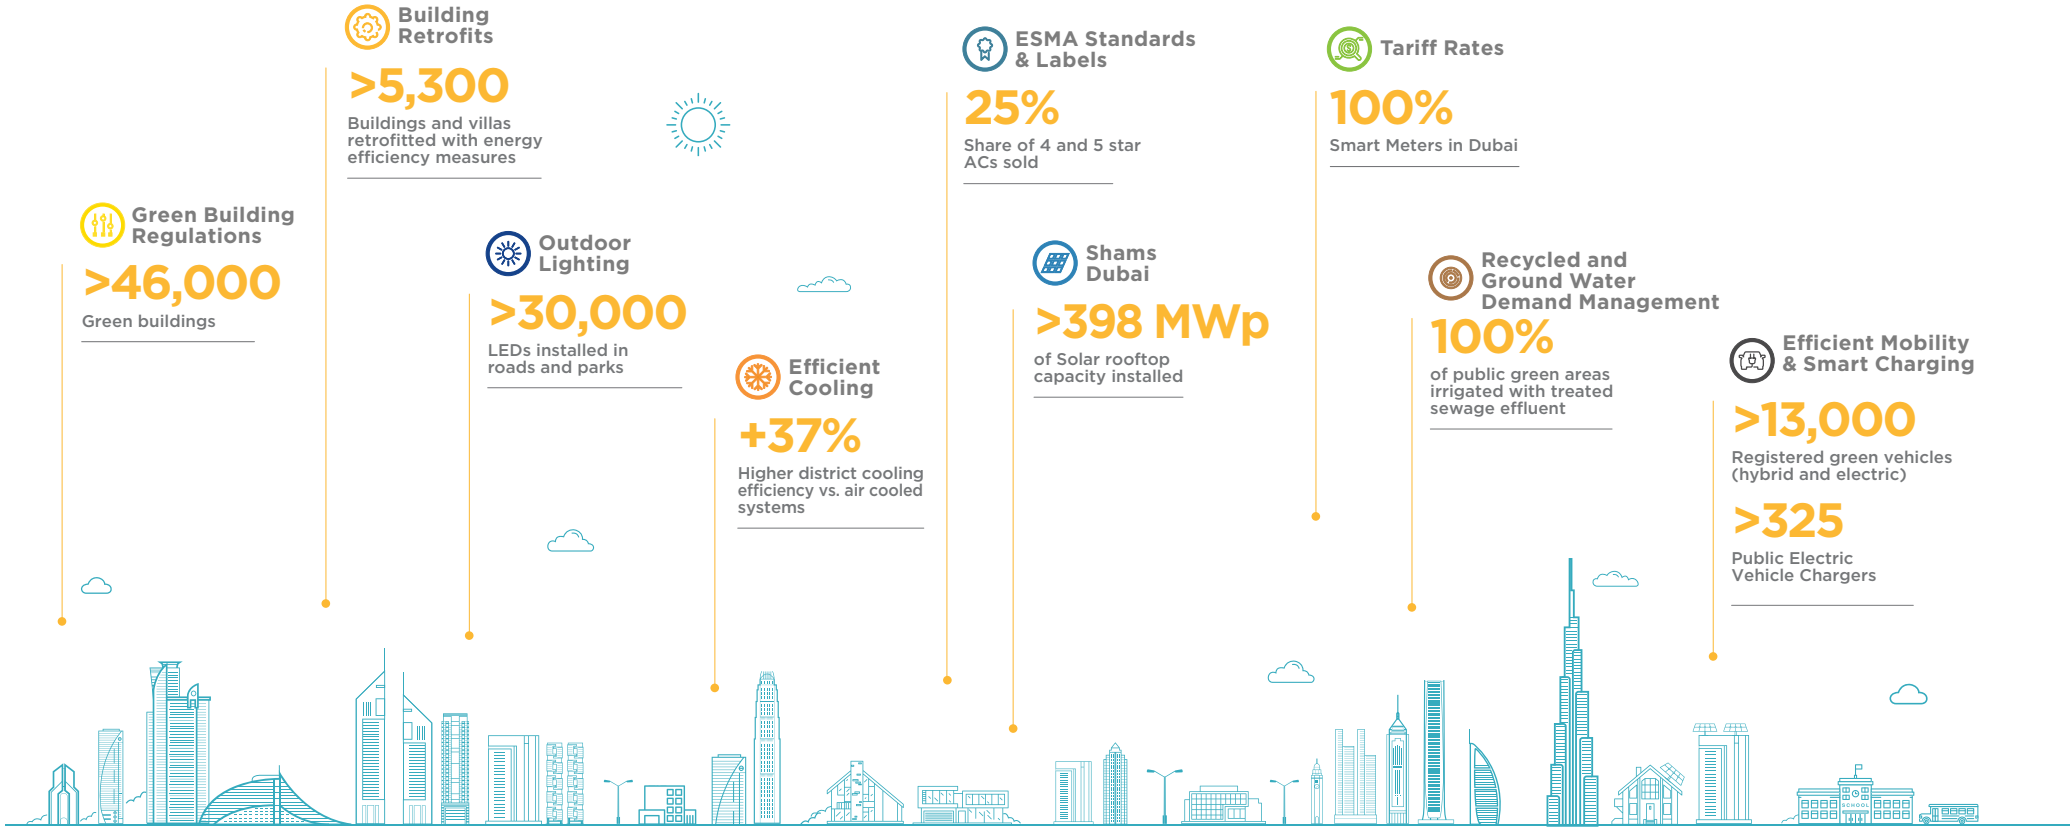 Building
Retrofits
>5,300
Buildings and villas
retrofitted with energy
efficiency measures
ESMA Standards
& Labels
25%
Share of 4 and 5 star
ACs sold
Tariff Rates
100%
Smart Meters in Dubai
Green Building
Regulations
>46,000
Green buildings
Outdoor
Lighting
>30,000
LEDs installed in
roads and parks
Efficient
Cooling
+37%
Higher district cooling
efficiency vs. air cooled
systems
Shams
Dubai
>398 MWp
of Solar rooftop
capacity installed
Recycled and
Ground Water
Demand Management
100%
of public green areas
irrigated with treated
sewage effluent
Efficient Mobility
& Smart Charging
>13,000
Registered green vehicles
(hybrid and electric)
>325
Public Electric
Vehicle Chargers
SCHOOL